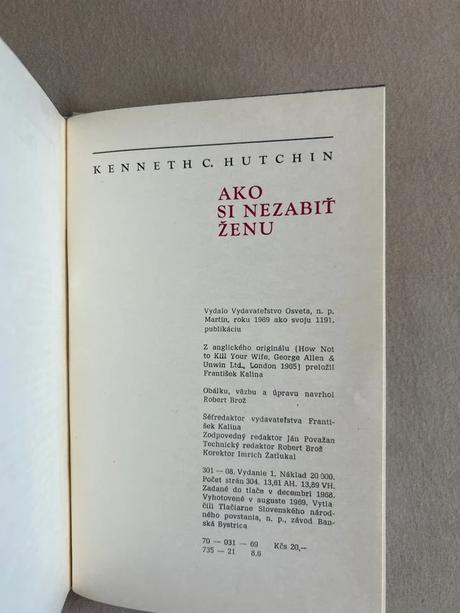 KENNETH C. HUTCHIN
AKO
SI NEZABIŤ
ŽENU
Vydalo Vydavateľstvo Osveta, n. p.
Martin, roku 1969 ako svoju 1191.
publikáciu
Z anglického originálu (How Not
to Kill Your Wife, George Allen &
Unwin Ltd., London 1965) preložil
František Kalina
Obálku, väzbu a úpravu navrhol
Robert Brož
Šéfredaktor vydavateľstva Franti-
šek Kalina
Zodpovedný redaktor Ján Považan
Technický redaktor Robert Brož
Korektor Imrich Žatlukal
301 — 08. Vydanie 1. Náklad 20 000.
Počet strán 304. 13,61 AH. 13,89 VH.
Zadané do tlače v decembri 1968.
Vyhotovené v auguste 1969. Vytla-
čili Tlačiarne Slovenského národ-
ného povstania, n. p., závod Ban-
ská Bystrica
70 — 031 — 69 Kčs 20,—
735 — 21 8.6